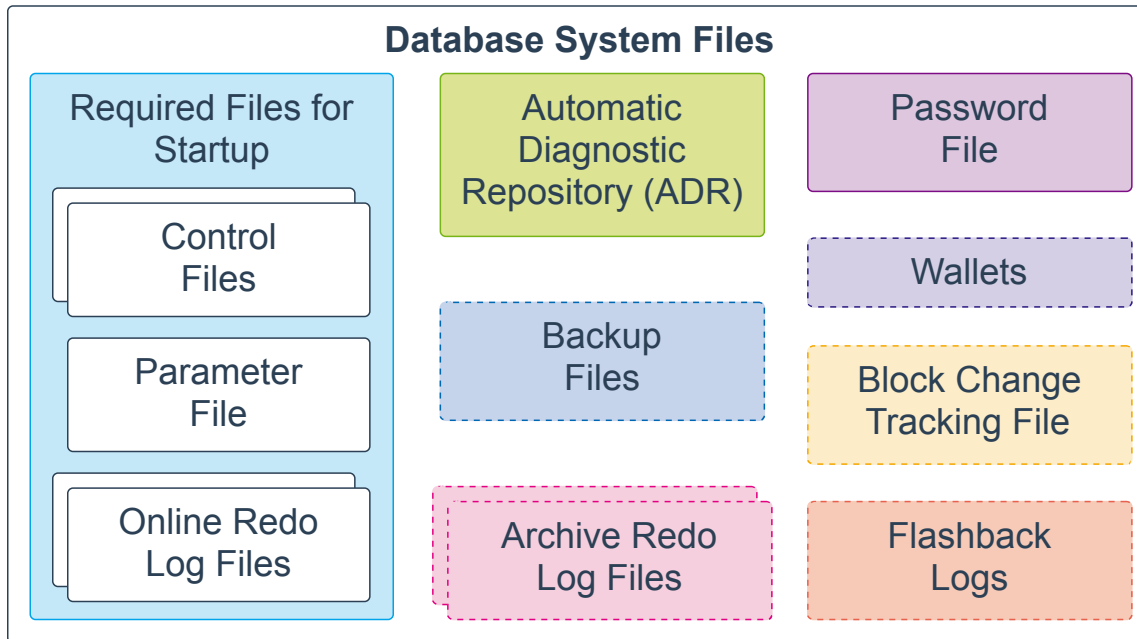 Database System Files
Required Files for
Startup
Control
Files
Parameter
File
Online Redo
Log Files
Automatic
Diagnostic
Repository (ADR)
Backup
Files
Archive Redo
Log Files
Password
File
Wallets
Block Change
Tracking File
Flashback
Logs